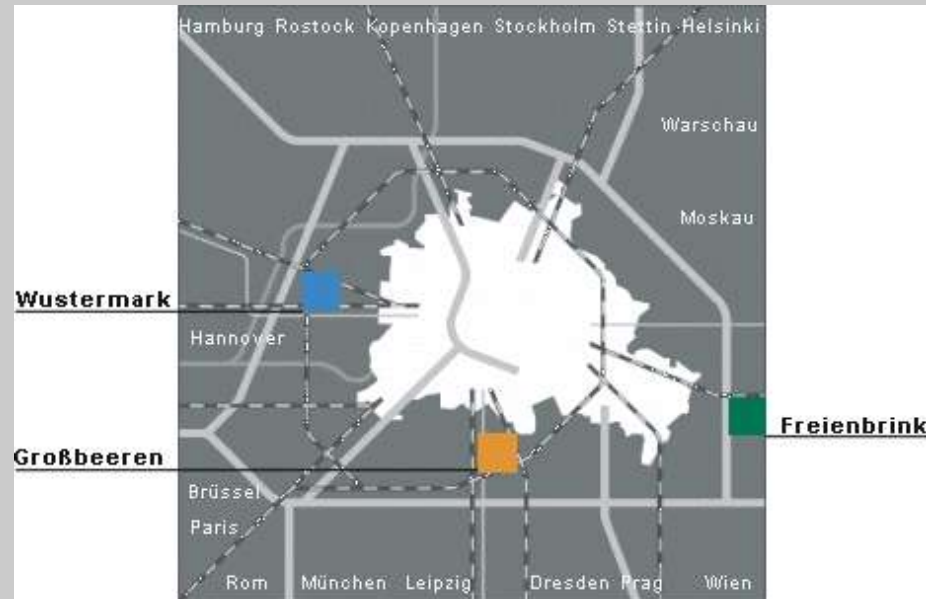 Hamburg Rostock Kopenhagen Stockholm Stettin Helsinki
Warschau
Moskau
Wustermark
Hannover
Freienbrink
Großbeeren
Brüssel
Paris
Rom München Leipzig Dresden Prag Wien